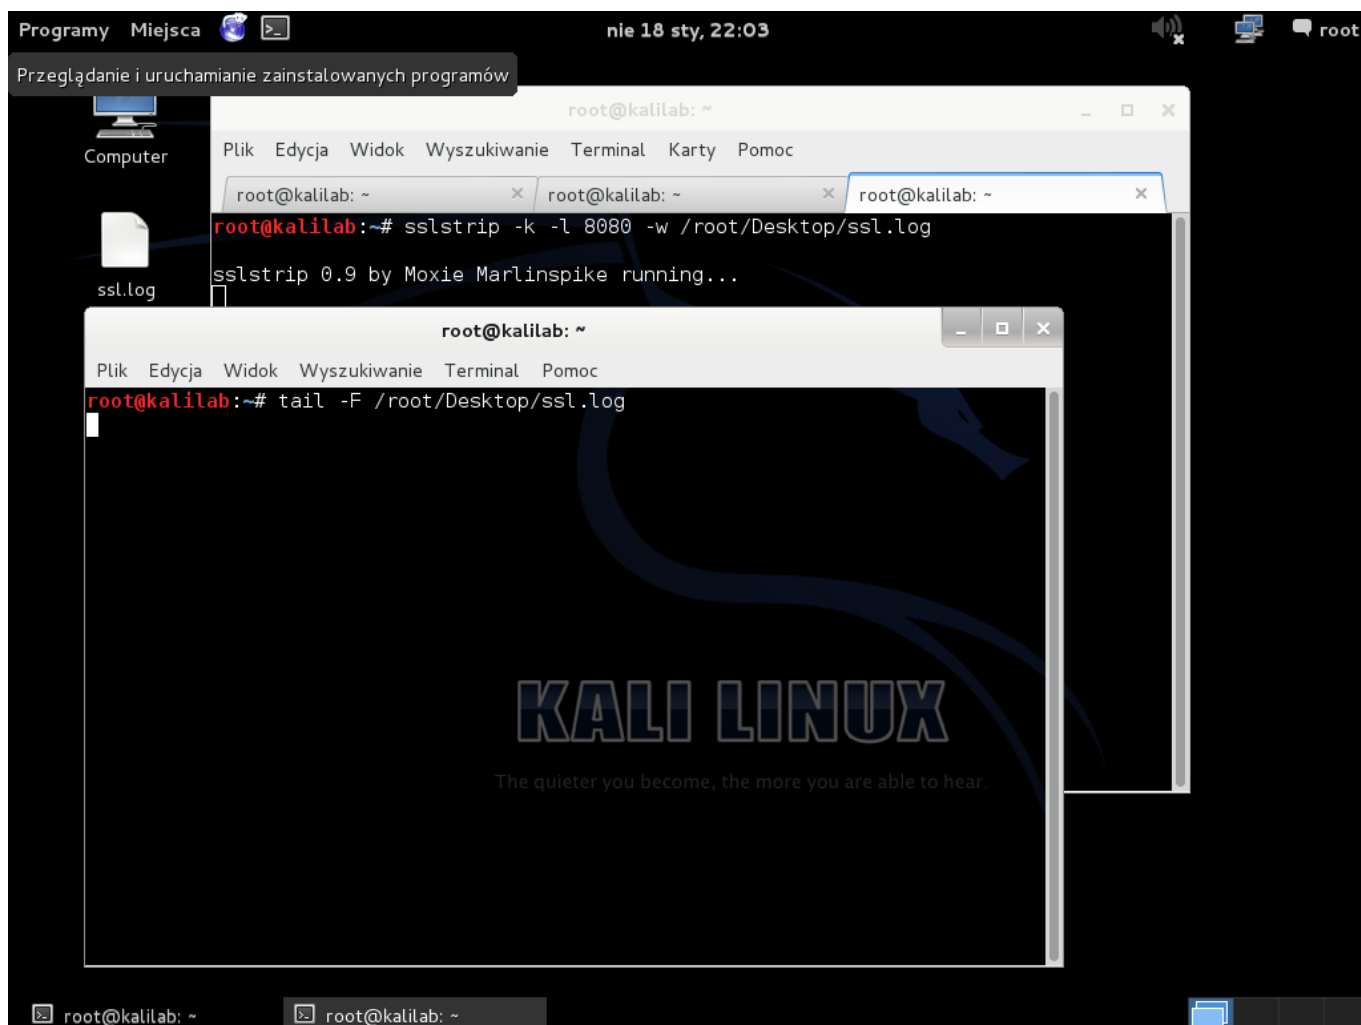 Programy Miejsca nie 18 sty, 22:03 root
Przeglądanie i uruchamianie zainstalowanych programów
root@kalilab: ~
Computer
Plik Edycja Widok Wyszukiwanie Terminal Karty Pomoc
root@kalilab: ~ root@kalilab: ~ root@kalilab: ~
root@kalilab:~# sslstrip -k -l 8080 -w /root/Desktop/ssl.log
sslstrip 0.9 by Moxie Marlinspike running...
ssl.log
root@kalilab: ~
Plik Edycja Widok Wyszukiwanie Terminal Pomoc
root@kalilab:~# tail -F /root/Desktop/ssl.log
KALI LINUX
The quieter you become, the more you are able to hear.
root@kalilab: ~ root@kalilab: ~